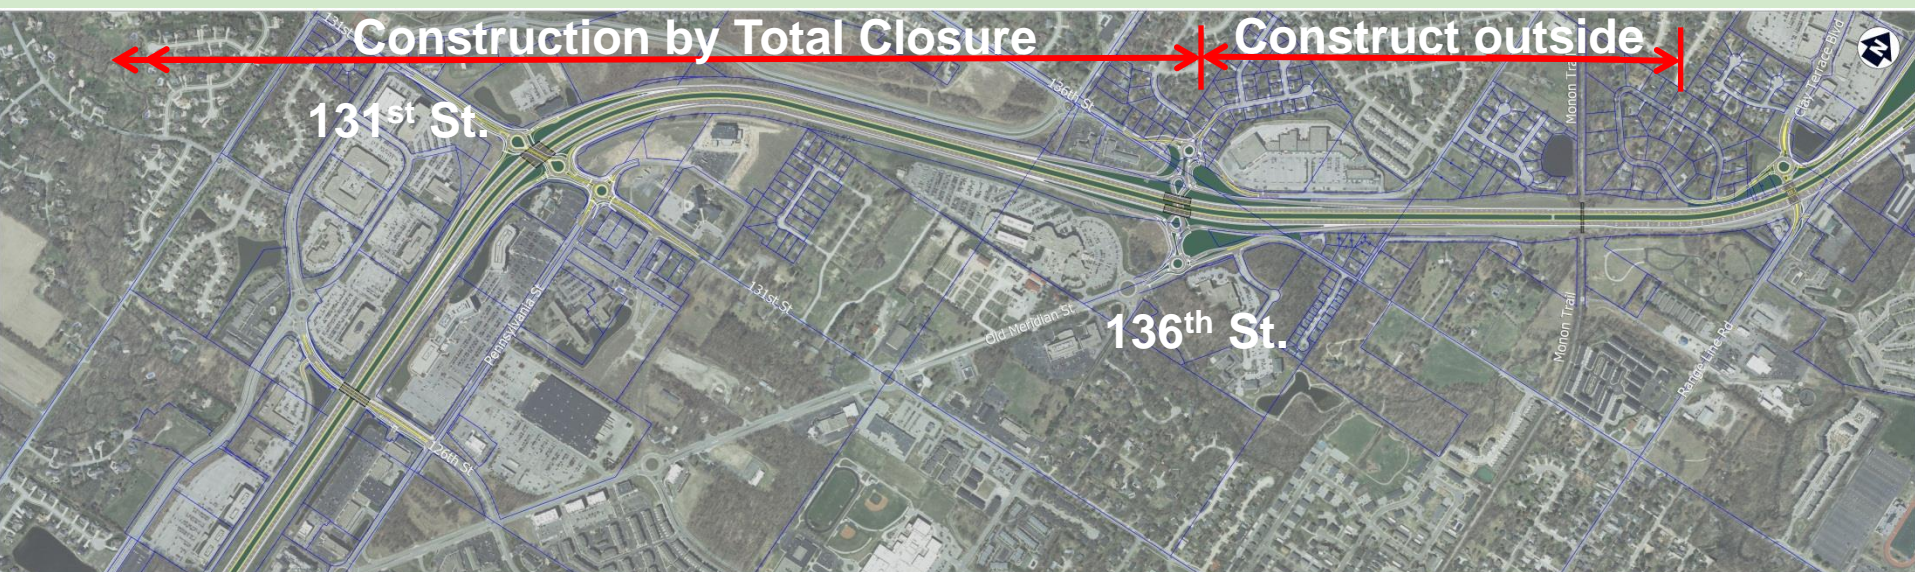 Construction by Total Closure
Construct outside
131st
131st St.
136th St
Monon Trail
Clay Terrace Blvd
N
Pennsylvania St
131st St
Old Meridian St
136th St.
Monon Trail
Range Line Rd
126th St